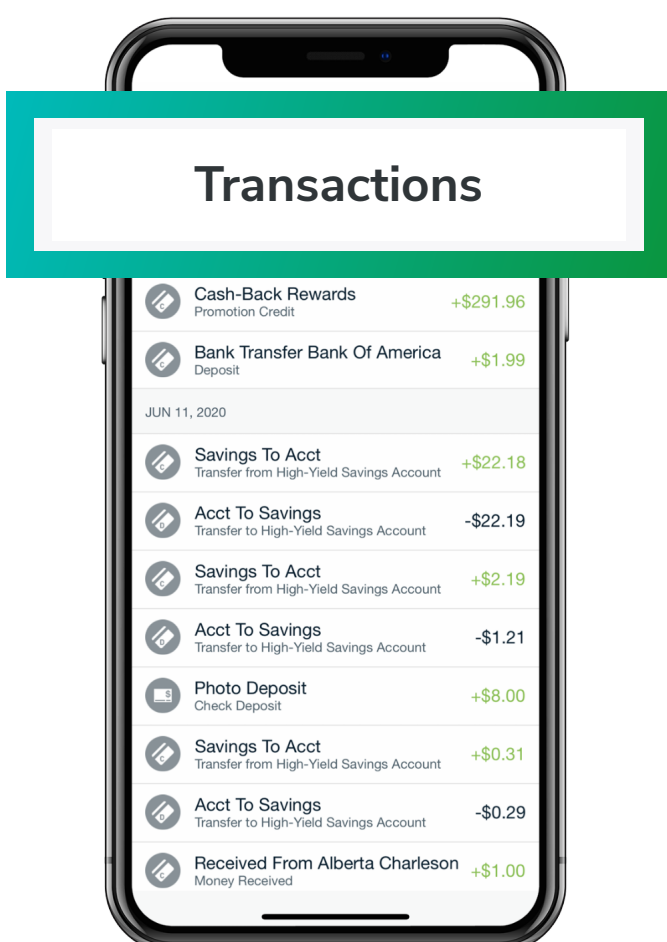 Transactions
Cash-Back Rewards
Promotion Credit
+$291.96
Bank Transfer Bank Of America
Deposit
+$1.99
JUN 11, 2020
Savings To Acct
Transfer from High-Yield Savings Account
+$22.18
Acct To Savings
Transfer to High-Yield Savings Account
-$22.19
Savings To Acct
Transfer from High-Yield Savings Account
+$2.19
Acct To Savings
Transfer to High-Yield Savings Account
-$1.21
Photo Deposit
Check Deposit
+$8.00
Savings To Acct
Transfer from High-Yield Savings Account
+$0.31
Acct To Savings
Transfer to High-Yield Savings Account
-$0.29
Received From Alberta Charleson
Money Received
+$1.00